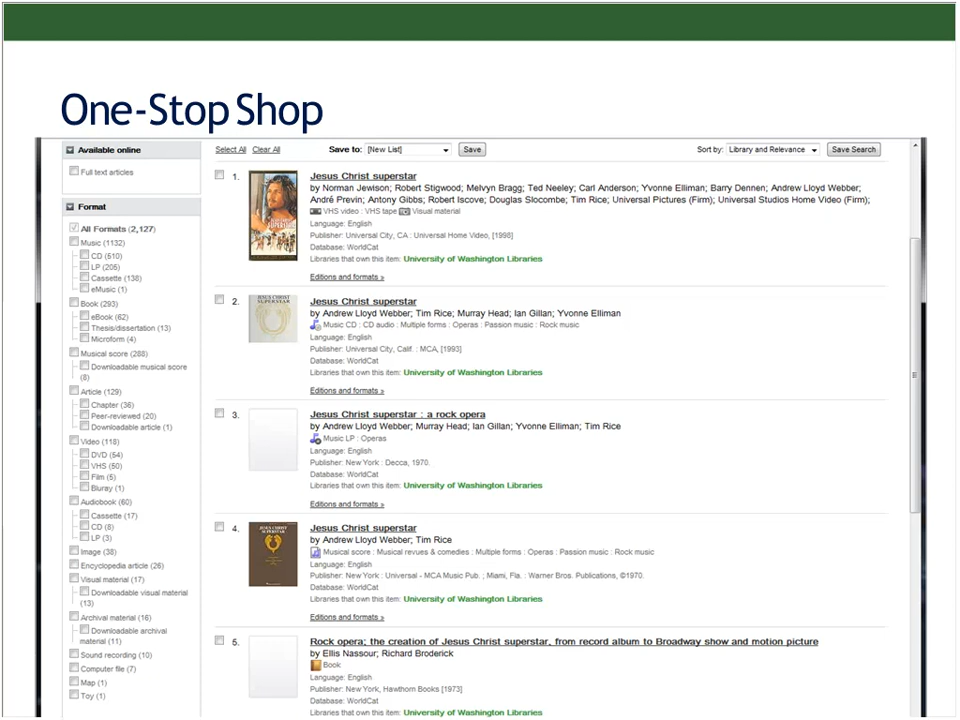 One-Stop Shop
Available online
Full text articles
Format
All Formats (2,127)
Music (1132)
CD (510)
LP (205)
Cassette (138)
eMusic (1)
Book (293)
eBook (62)
Thesis/dissertation (13)
Microform (4)
Musical score (288)
Downloadable musical score
(8)
Article (129)
Chapter (36)
Peer-reviewed (20)
Downloadable article (1)
Video (118)
DVD (54)
VHS (50)
Film (5)
Bluray (1)
Audiobook (60)
Cassette (17)
CD (8)
LP (3)
Image (38)
Encyclopedia article (26)
Visual material (17)
Downloadable visual material
(13)
Archival material (16)
Downloadable archival
material (11)
Sound recording (10)
Computer file (7)
Map (1)
Toy (1)
Select All Clear All Save to: [New List] Save Sort by: Library and Relevance Save Search
1. Jesus Christ superstar
by Norman Jewison; Robert Stigwood; Melvyn Bragg; Ted Neeley; Carl Anderson; Yvonne Elliman; Barry Dennen; Andrew Lloyd Webber;
André Previn; Antony Gibbs; Robert Iscove; Douglas Slocombe; Tim Rice; Universal Pictures (Firm); Universal Studios Home Video (Firm);
VHS video : VHS tape Visual material
Language: English
Publisher: Universal City, CA : Universal Home Video, [1998]
Database: WorldCat
Libraries that own this item: University of Washington Libraries
Editions and formats »
2. Jesus Christ superstar
by Andrew Lloyd Webber; Tim Rice; Murray Head; Ian Gillan; Yvonne Elliman
Music CD : CD audio : Multiple forms : Operas : Passion music : Rock music
Language: English
Publisher: Universal City, Calif. : MCA, [1993]
Database: WorldCat
Libraries that own this item: University of Washington Libraries
Editions and formats »
JESUS CHRIST
SUPERSTAR
3. Jesus Christ superstar : a rock opera
by Andrew Lloyd Webber; Murray Head; Ian Gillan; Yvonne Elliman; Tim Rice
Music LP : Operas
Language: English
Publisher: New York : Decca, 1970.
Database: WorldCat
Libraries that own this item: University of Washington Libraries
Editions and formats »
4. Jesus Christ superstar
by Andrew Lloyd Webber; Tim Rice
Musical score : Musical revues & comedies : Multiple forms : Operas : Passion music : Rock music
Language: English
Publisher: New York : Universal - MCA Music Pub. ; Miami, Fla. : Warner Bros. Publications, ©1970.
Database: WorldCat
Libraries that own this item: University of Washington Libraries
Editions and formats »
JESUS CHRIST
SUPERSTAR
5. Rock opera; the creation of Jesus Christ superstar, from record album to Broadway show and motion picture
by Ellis Nassour; Richard Broderick
Book
Language: English
Publisher: New York, Hawthorn Books [1973]
Database: WorldCat
Libraries that own this item: University of Washington Libraries